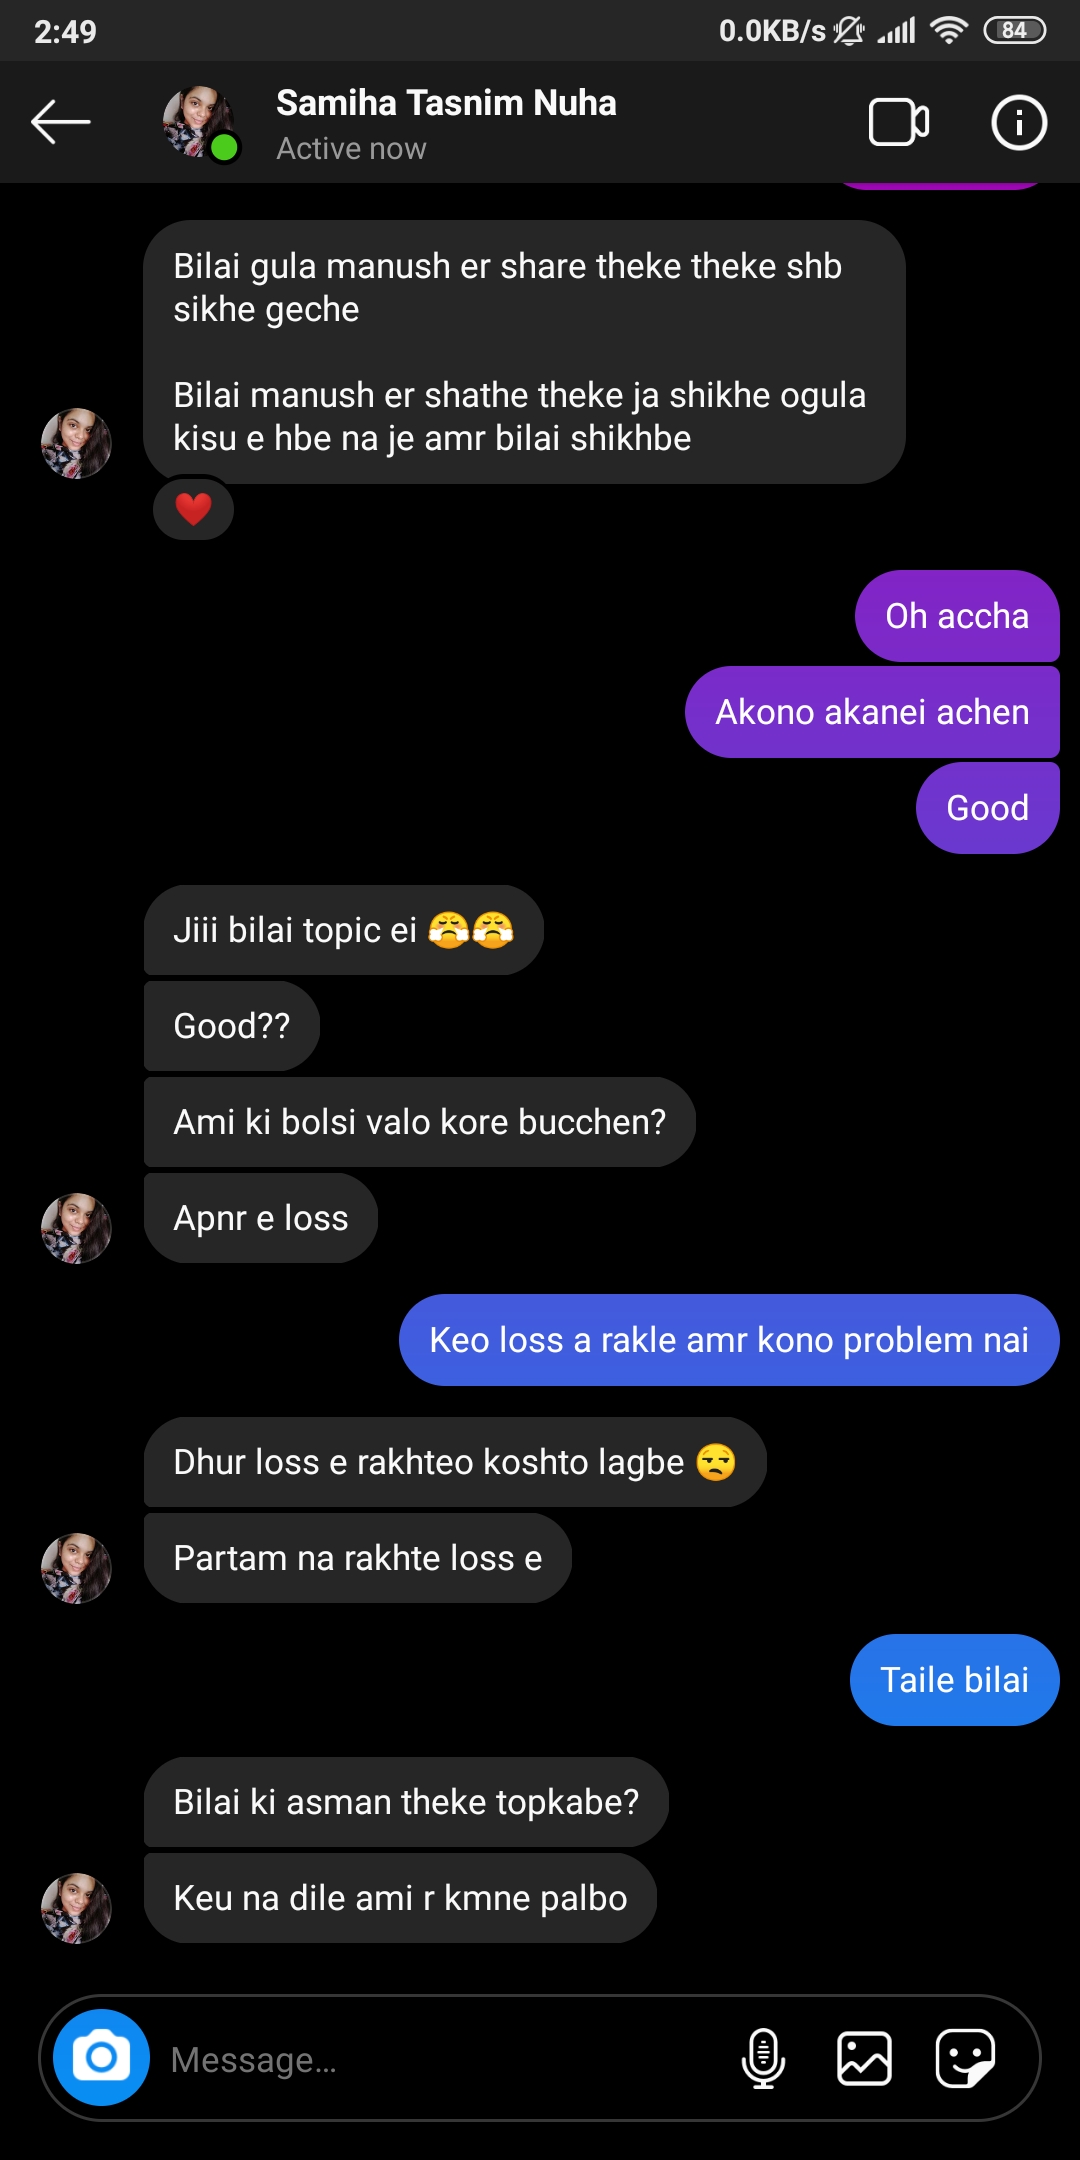 2:49
0.0KB/s
84
Samiha Tasnim Nuha
Active now
Bilai gula manush er share theke theke shb
sikhe geche
Bilai manush er shathe theke ja shikhe ogula
kisu e hbe na je amr bilai shikhbe
Oh accha
Akono akanei achen
Good
Jiii bilai topic ei 😤😤
Good??
Ami ki bolsi valo kore bucchen?
Apnr e loss
Keo loss a rakle amr kono problem nai
Dhur loss e rakhteo koshto lagbe 😒
Partam na rakhte loss e
Taile bilai
Bilai ki asman theke topkabe?
Keu na dile ami r kmne palbo
Message…